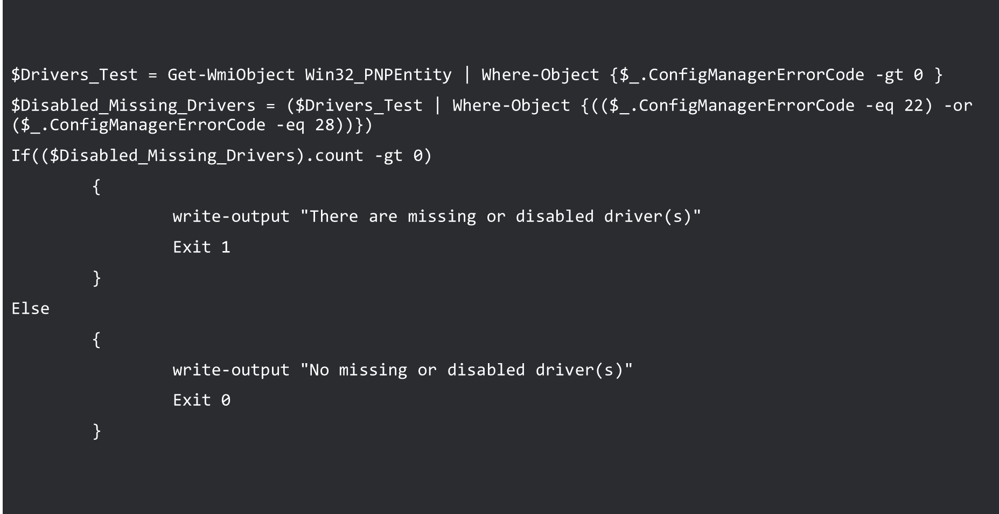 $Drivers_Test = Get-WmiObject Win32_PNPEntity | Where-Object {$_.ConfigManagerErrorCode -gt 0 }
$Disabled_Missing_Drivers = ($Drivers_Test | Where-Object {(($_.ConfigManagerErrorCode -eq 22) -or
($_.ConfigManagerErrorCode -eq 28))})
If(($Disabled_Missing_Drivers).count -gt 0)
{
write-output "There are missing or disabled driver(s)"
Exit 1
}
Else
{
write-output "No missing or disabled driver(s)"
Exit 0
}